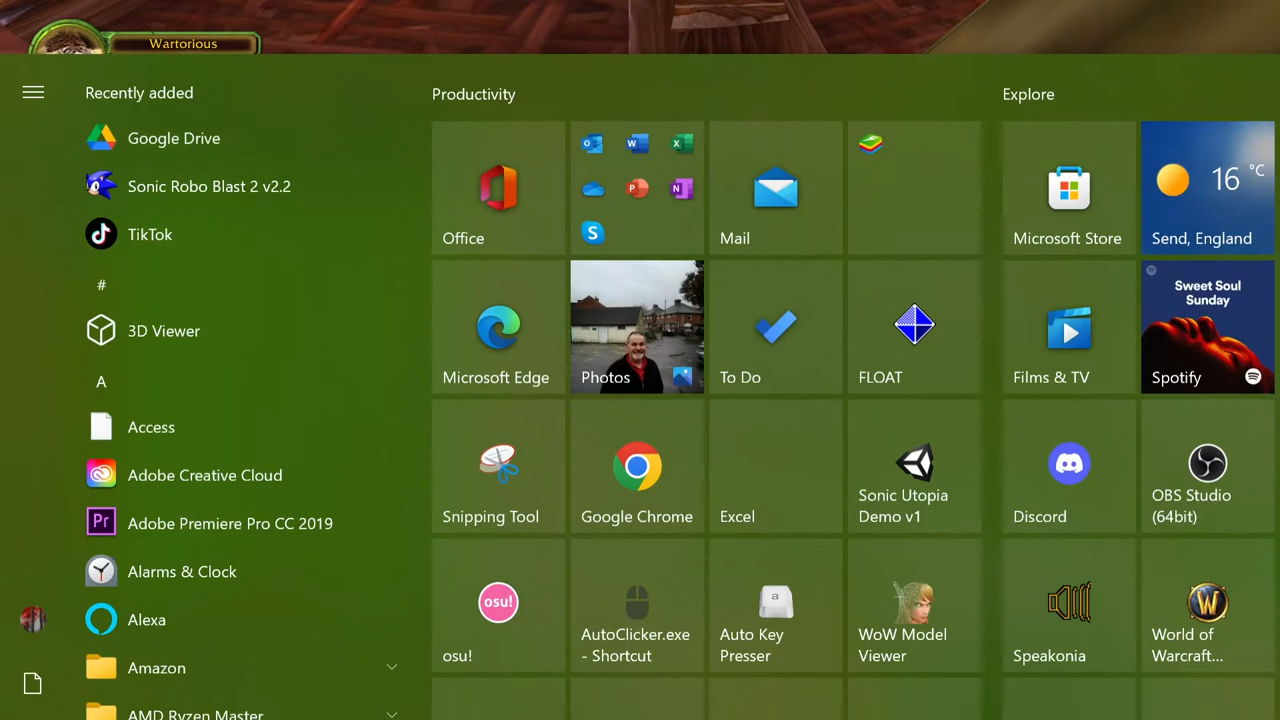 Wartorious
Recently added
Google Drive
Sonic Robo Blast 2 v2.2
TikTok
#
3D Viewer
A
Access
Adobe Creative Cloud
Pr
Adobe Premiere Pro CC 2019
Alarms & Clock
Alexa
Amazon
AMD Ryzen Master
Productivity
Office
W
X
P
N
S
Mail
Microsoft Edge
Photos
To Do
FLOAT
Snipping Tool
Google Chrome
Excel
Sonic Utopia
Demo v1
osu!
osu!
AutoClicker.exe
- Shortcut
a
Auto Key
Presser
WoW Model
Viewer
Explore
Microsoft Store
16 °C
Send, England
Films & TV
Sweet Soul
Sunday
Spotify
Discord
OBS Studio
(64bit)
Speakonia
W
World of
Warcraft...